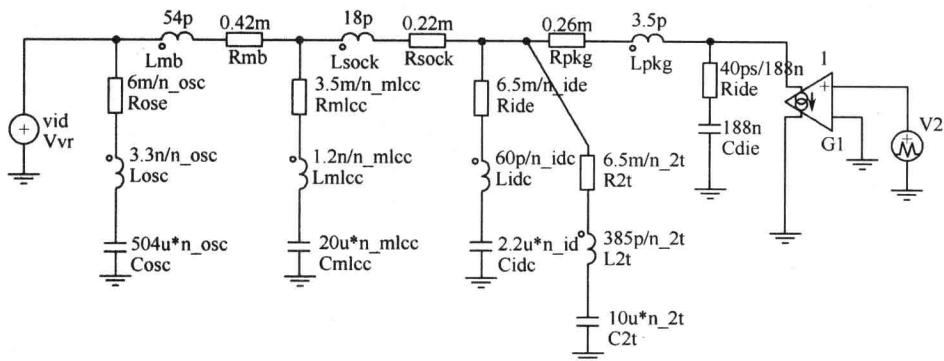 54p
Lmb
0.42m
Rmb
18p
Lsock
0.22m
Rsock
0.26m
Rpkg
3.5p
Lpkg
vid
Vvr
6m/n_osc
Rose
3.3n/n_osc
Losc
504u*n_osc
Cosc
3.5m/n_mlcc
Rmlcc
1.2n/n_mlcc
Lmlcc
20u*n_mlcc
Cmlcc
6.5m/n_ide
Ride
60p/n_idc
Lidc
2.2u*n_id
Cidc
6.5m/n_2t
R2t
385p/n_2t
L2t
10u*n_2t
C2t
40ps/188n
Ride
188n
Cdie
1
G1
V2